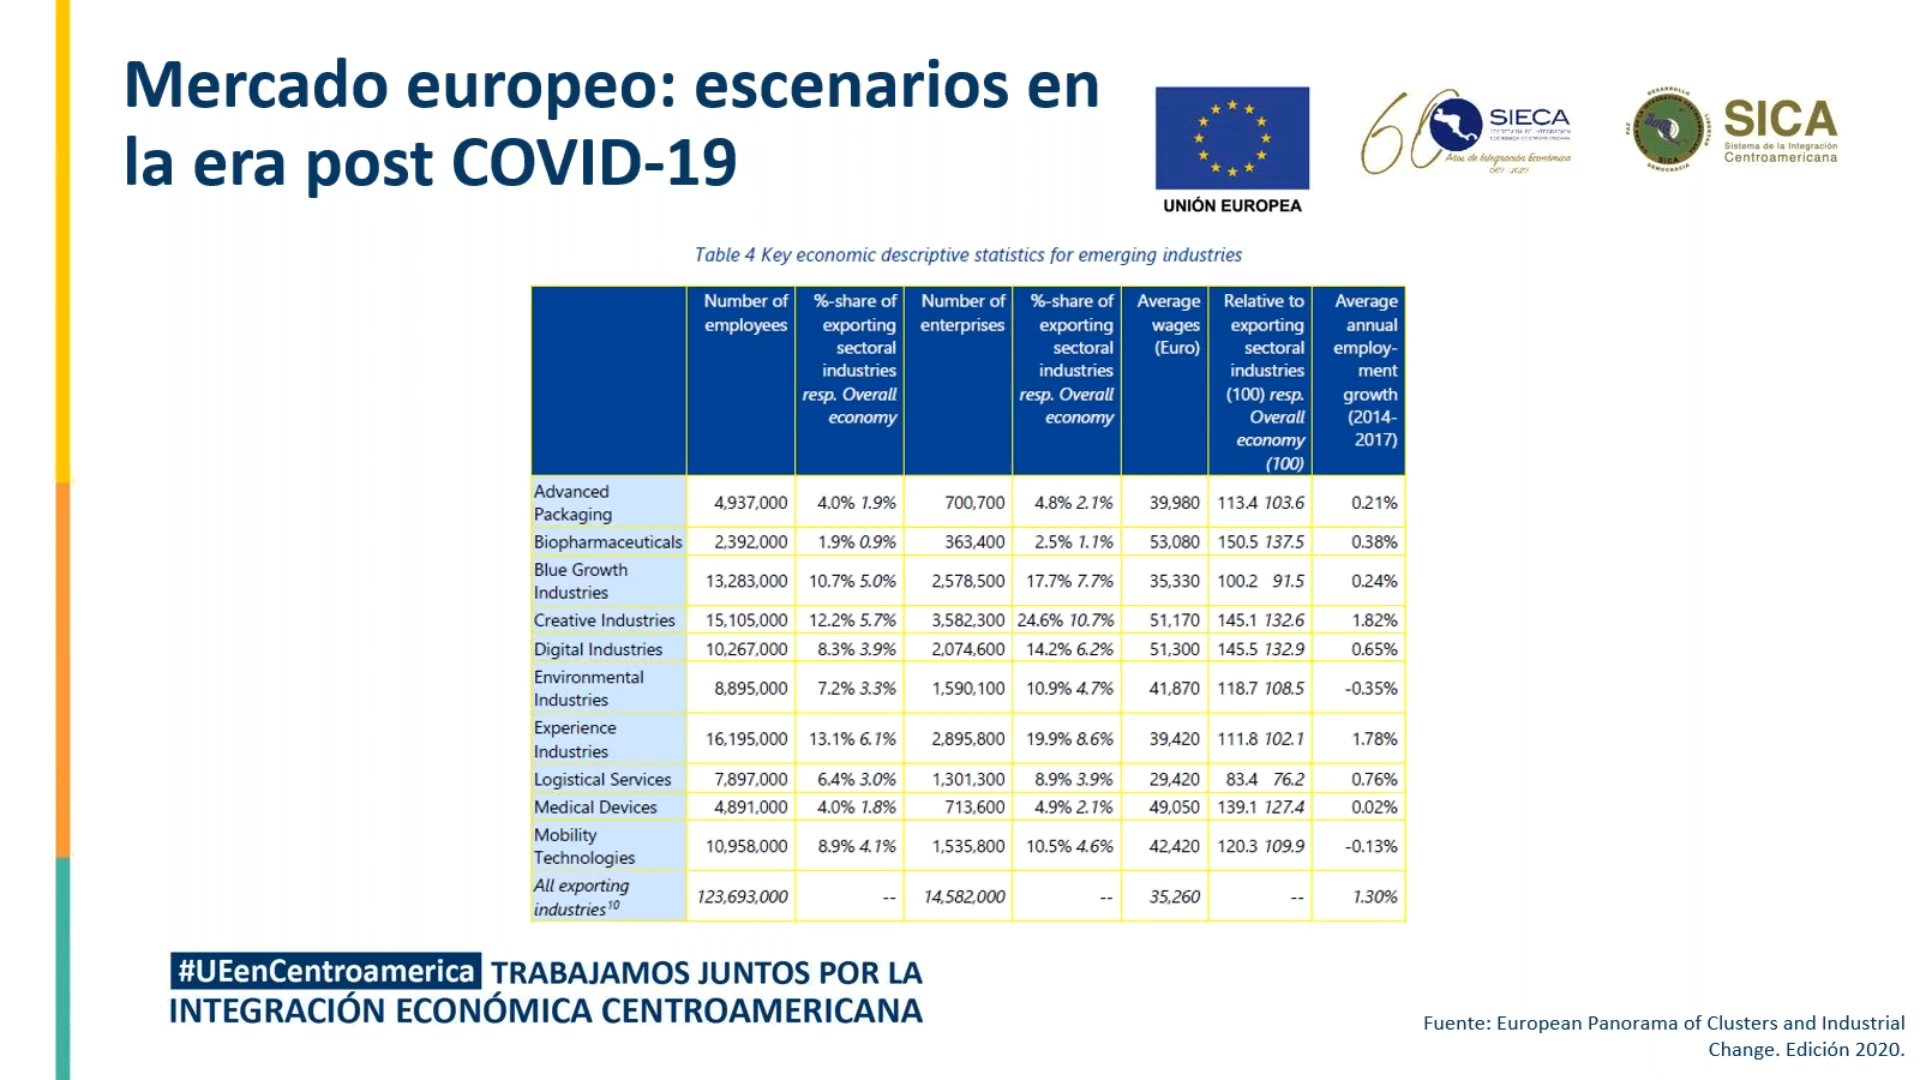 Mercado europeo: escenarios en
la era post COVID-19
UNIÓN EUROPEA
60
SIECA
Años de Integración Económica
SICA
Sistema de la Integración
Centroamericana
SICA
Table 4 Key economic descriptive statistics for emerging industries
Number of employees %-share of exporting sectoral industries resp. Overall economy Number of enterprises %-share of exporting sectoral industries resp. Overall economy Average wages (Euro) Relative to exporting sectoral industries (100) resp. Overall economy (100) Average annual employ-ment growth (2014-2017)
Advanced Packaging 4,937,000 4.0% 1.9% 700,700 4.8% 2.1% 39,980 113.4 103.6 0.21%
Biopharmaceuticals 2,392,000 1.9% 0.9% 363,400 2.5% 1.1% 53,080 150.5 137.5 0.38%
Blue Growth Industries 13,283,000 10.7% 5.0% 2,578,500 17.7% 7.7% 35,330 100.2 91.5 0.24%
Creative Industries 15,105,000 12.2% 5.7% 3,582,300 24.6% 10.7% 51,170 145.1 132.6 1.82%
Digital Industries 10,267,000 8.3% 3.9% 2,074,600 14.2% 6.2% 51,300 145.5 132.9 0.65%
Environmental Industries 8,895,000 7.2% 3.3% 1,590,100 10.9% 4.7% 41,870 118.7 108.5 -0.35%
Experience Industries 16,195,000 13.1% 6.1% 2,895,800 19.9% 8.6% 39,420 111.8 102.1 1.78%
Logistical Services 7,897,000 6.4% 3.0% 1,301,300 8.9% 3.9% 29,420 83.4 76.2 0.76%
Medical Devices 4,891,000 4.0% 1.8% 713,600 4.9% 2.1% 49,050 139.1 127.4 0.02%
Mobility Technologies 10,958,000 8.9% 4.1% 1,535,800 10.5% 4.6% 42,420 120.3 109.9 -0.13%
All exporting industries10 123,693,000 -- 14,582,000 -- 35,260 -- 1.30%
#UEenCentroamerica TRABAJAMOS JUNTOS POR LA
INTEGRACIÓN ECONÓMICA CENTROAMERICANA
Fuente: European Panorama of Clusters and Industrial
Change. Edición 2020.